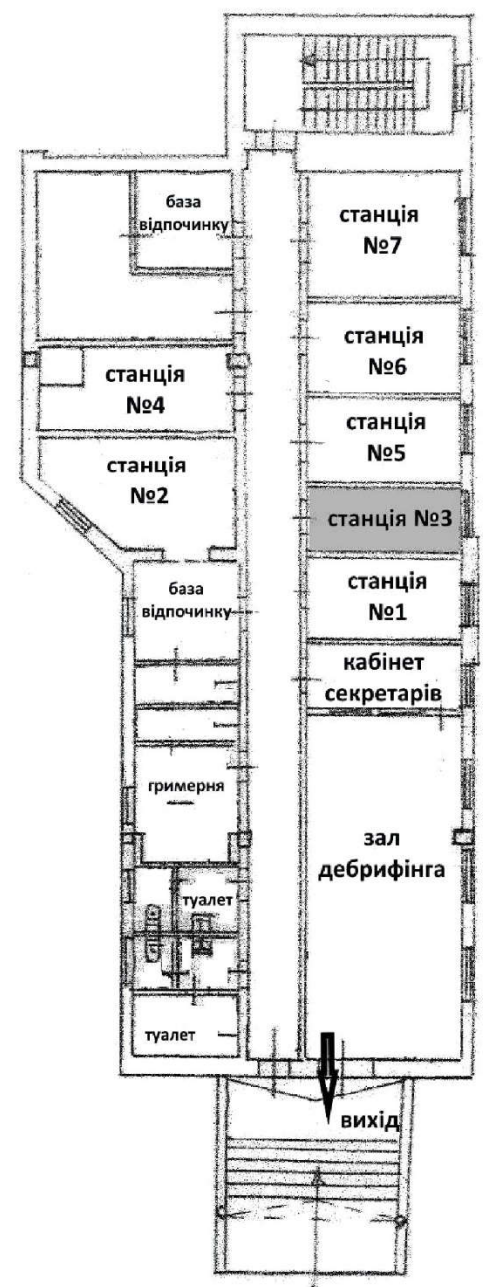 база
відпочинку
станція
№7
станція
№6
станція
№4
станція
№5
станція
№2
станція №3
база
відпочинку
станція
№1
кабінет
секретарів
гримерня
зал
дебрифінга
туалет
туалет
вихід